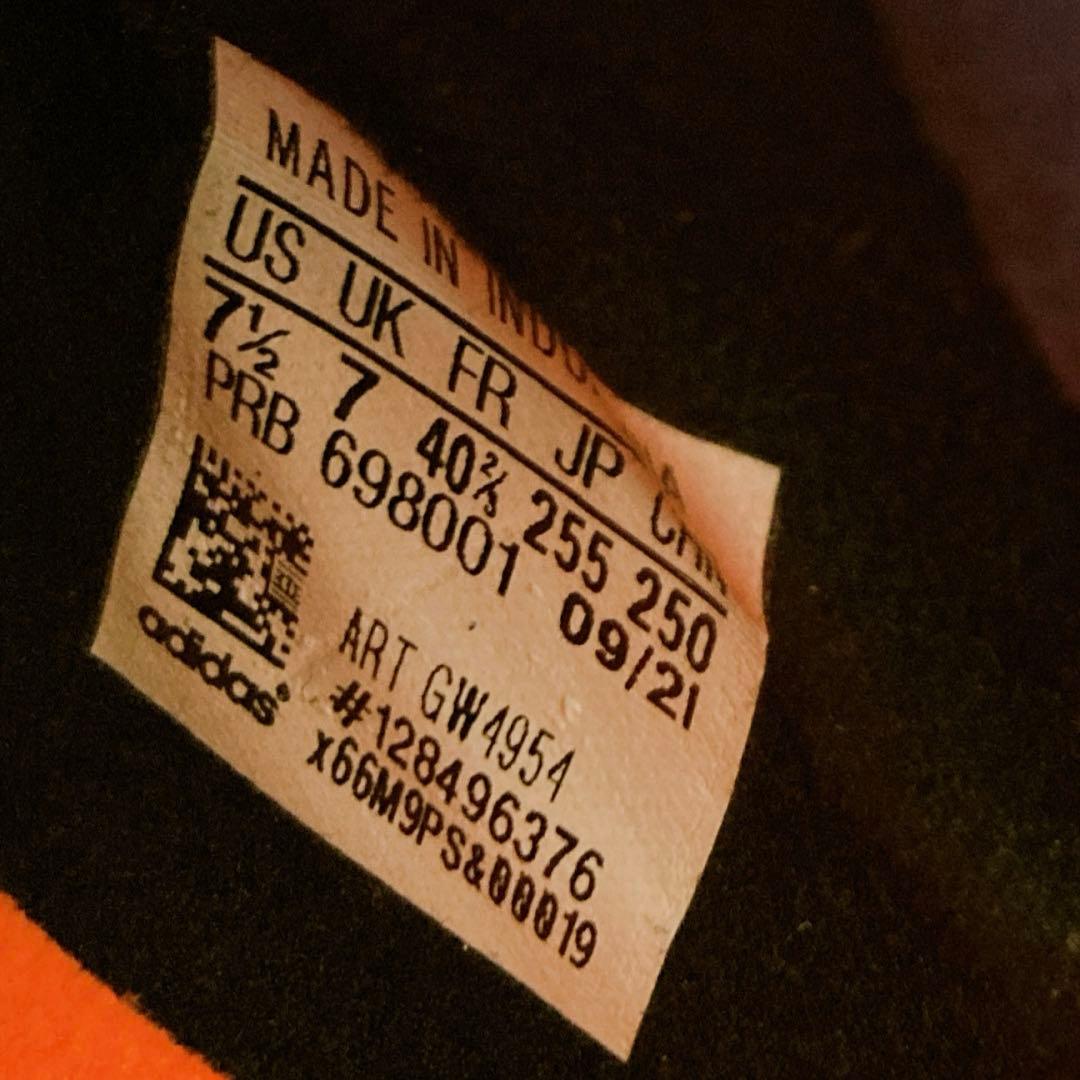 MADE IN
US UK FR JP
7½ 7 40⅔ 255 250
PRB 698001 09/21
ART GW4954
#128496376
x66M9PS&00019
adidas